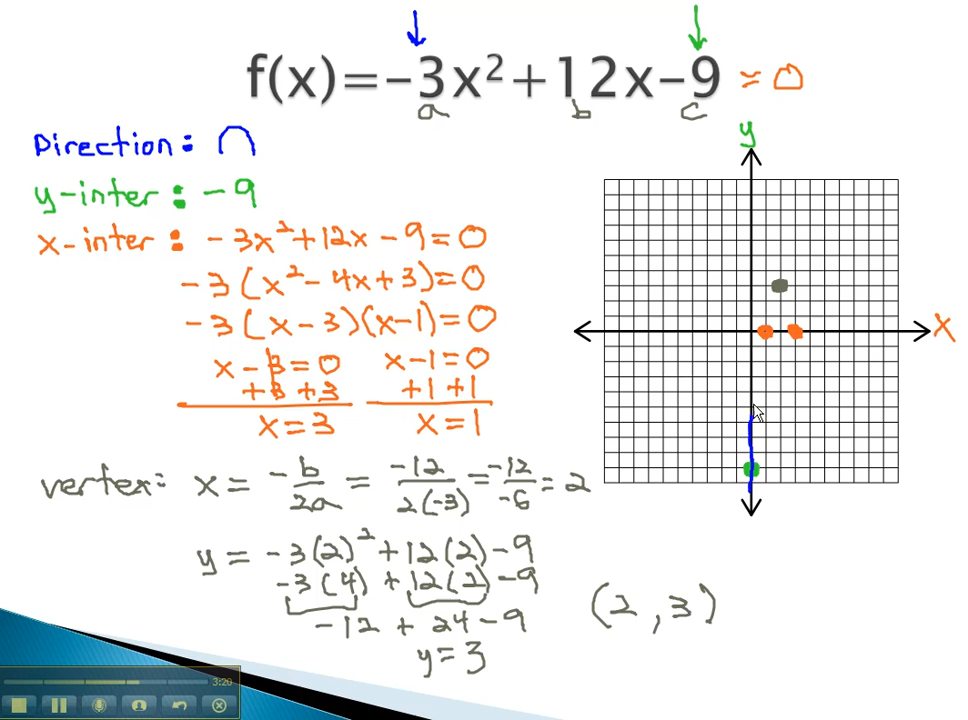 f(x)=-3x²+12x-9 = 0
a b c
Direction: ∩
y-inter: -9
x-inter: -3x²+12x-9=0
-3(x²-4x+3)=0
-3(x-3)(x-1)=0
x-3=0 x-1=0
+3 +3 +1 +1
x=3 x=1
vertex: x = -b/2a = -12/2(-3) = -12/-6 = 2
y = -3(2)²+12(2)-9
-3(4)+12(2)-9
-12+24-9
y=3
(2,3)
y
x
3:20